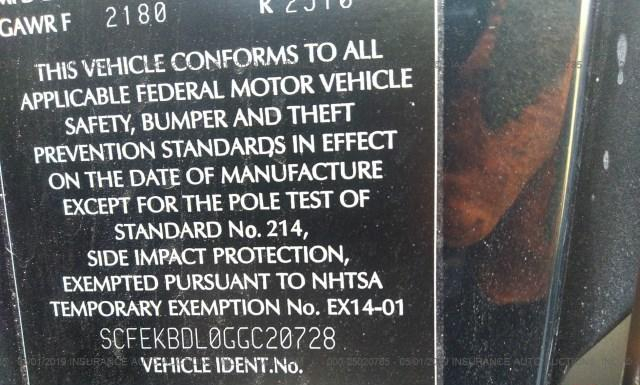 GAWR F 2180 R 2516
THIS VEHICLE CONFORMS TO ALL
APPLICABLE FEDERAL MOTOR VEHICLE
SAFETY, BUMPER AND THEFT
PREVENTION STANDARDS IN EFFECT
ON THE DATE OF MANUFACTURE
EXCEPT FOR THE POLE TEST OF
STANDARD No. 214,
SIDE IMPACT PROTECTION,
EXEMPTED PURSUANT TO NHTSA
TEMPORARY EXEMPTION No. EX14-01
SCFEKBDL0GGC20728
VEHICLE IDENT.No.